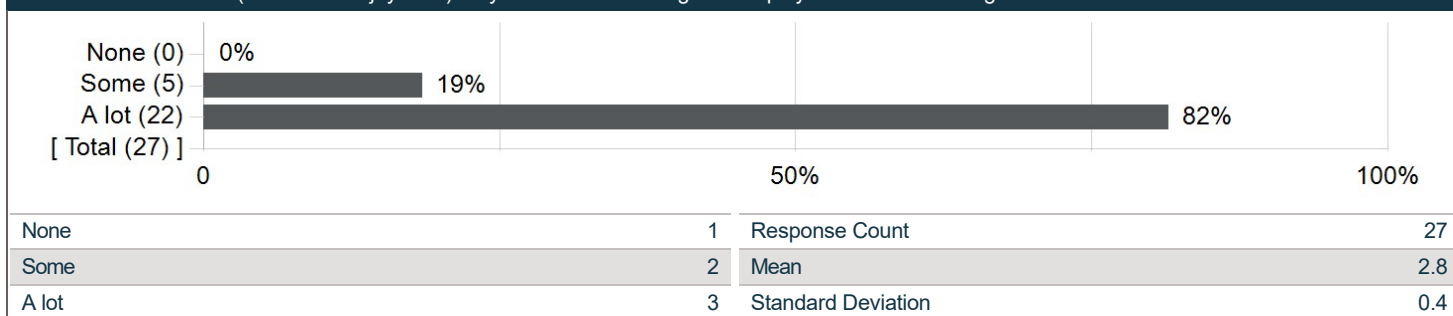 None (0) 0%
Some (5) 19%
A lot (22) 82%
[ Total (27) ]
0 50% 100%
None 1 Response Count 27
Some 2 Mean 2.8
A lot 3 Standard Deviation 0.4